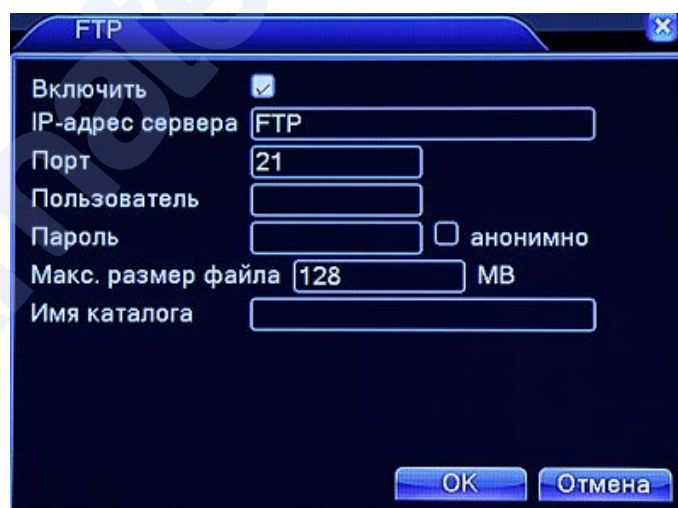 FTP
Включить
IP-адрес сервера FTP
Порт 21
Пользователь
Пароль анонимно
Макс. размер файла 128 MB
Имя каталога
OK Отмена